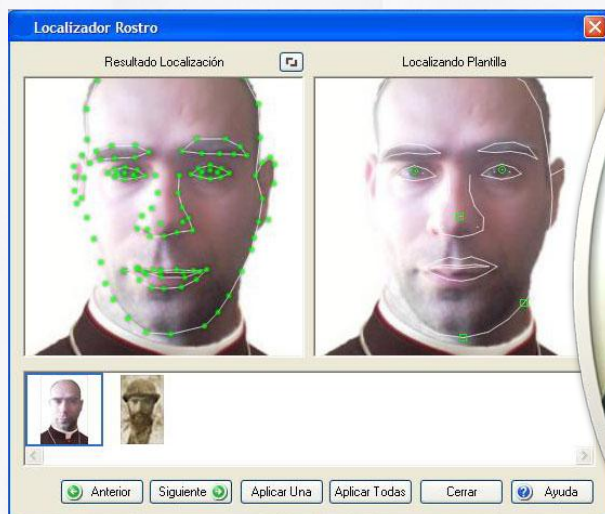 Localizador Rostro
Resultado Localización
Localizando Plantilla
Anterior
Siguiente
Aplicar Una
Aplicar Todas
Cerrar
Ayuda